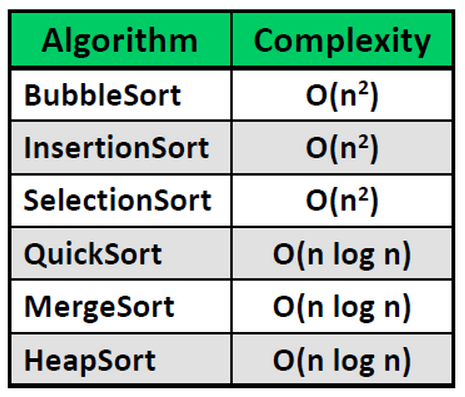 Algorithm Complexity
BubbleSort O(n²)
InsertionSort O(n²)
SelectionSort O(n²)
QuickSort O(n log n)
MergeSort O(n log n)
HeapSort O(n log n)